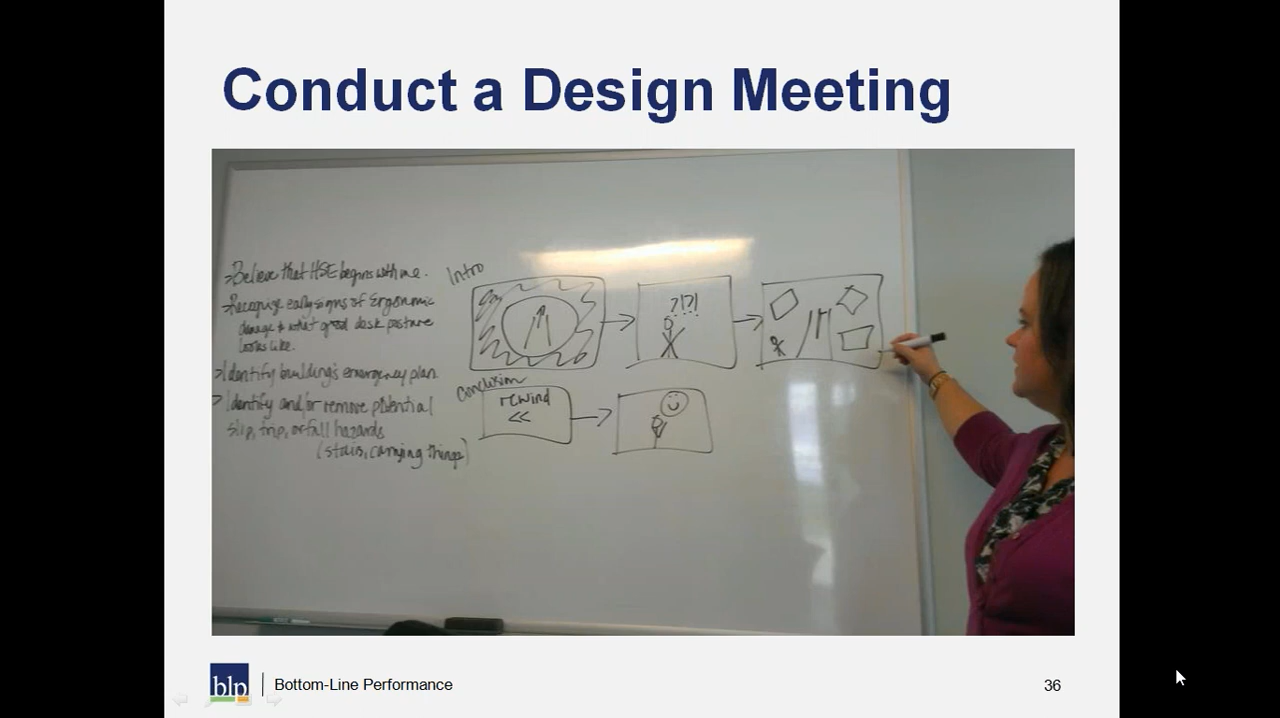 Conduct a Design Meeting
>Believe that HSE begins with me.
>Recognize early signs of Ergonomic
damage & what good desk posture
looks like.
>Identify building's emergency plan
> Identify and/or remove potential
slip, trip, or fall hazards
(stairs, carrying things)
Intro
?!?!
Conclusion
rewind
<<
blp
Bottom-Line Performance
36